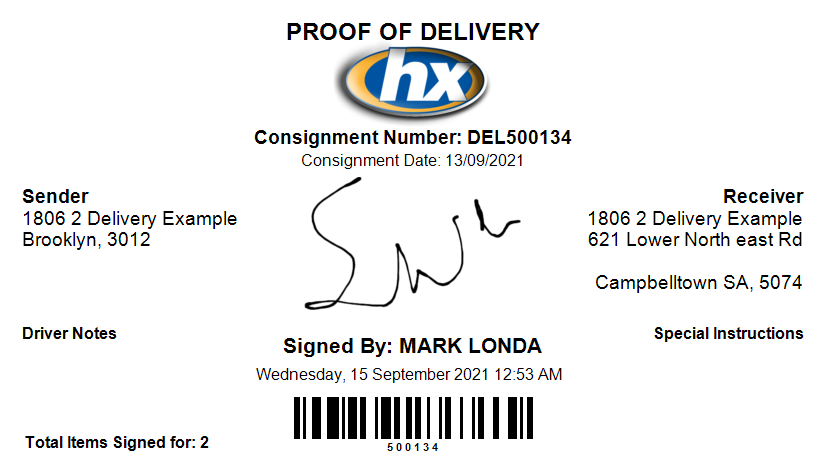 PROOF OF DELIVERY
hx
Consignment Number: DEL500134
Consignment Date: 13/09/2021
Sender
1806 2 Delivery Example
Brooklyn, 3012
Receiver
1806 2 Delivery Example
621 Lower North east Rd
Campbelltown SA, 5074
Driver Notes
Special Instructions
Signed By: MARK LONDA
Wednesday, 15 September 2021 12:53 AM
500134
Total Items Signed for: 2